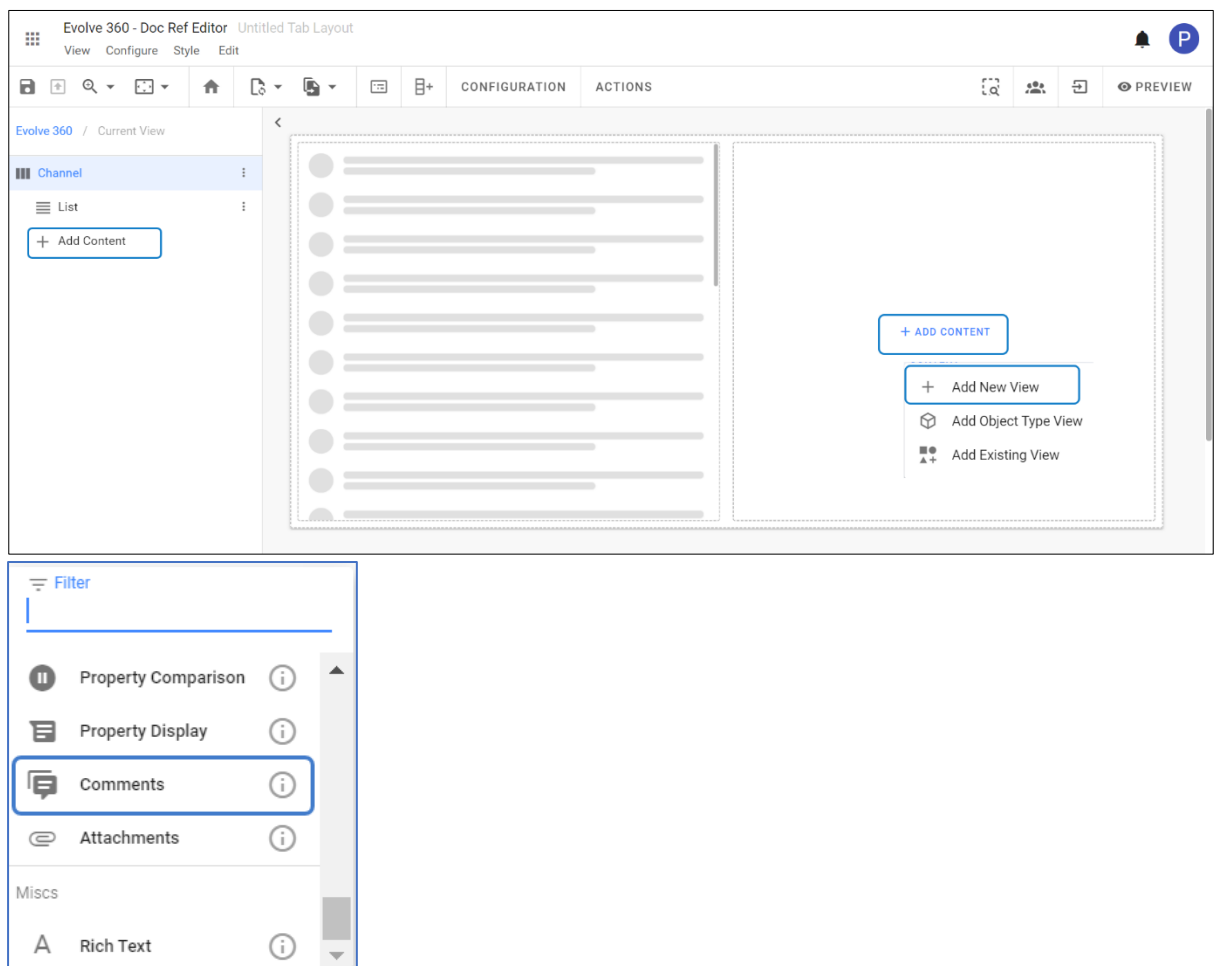 Evolve 360 - Doc Ref Editor Untitled Tab Layout
View Configure Style Edit
P
CONFIGURATION ACTIONS PREVIEW
Evolve 360 / Current View
Channel
List
+ Add Content
+ ADD CONTENT
+ Add New View
Add Object Type View
Add Existing View
Filter
Property Comparison
Property Display
Comments
Attachments
Miscs
A Rich Text